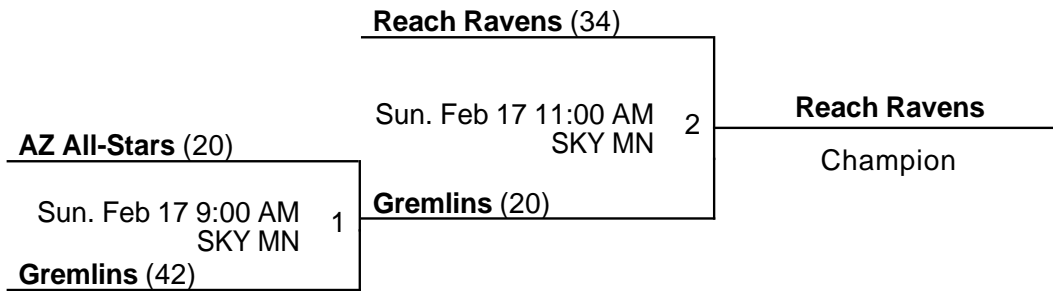 Reach Ravens (34)
Sun. Feb 17 11:00 AM
SKY MN
2
Reach Ravens
Champion
AZ All-Stars (20)
Sun. Feb 17 9:00 AM
SKY MN
1
Gremlins (20)
Gremlins (42)